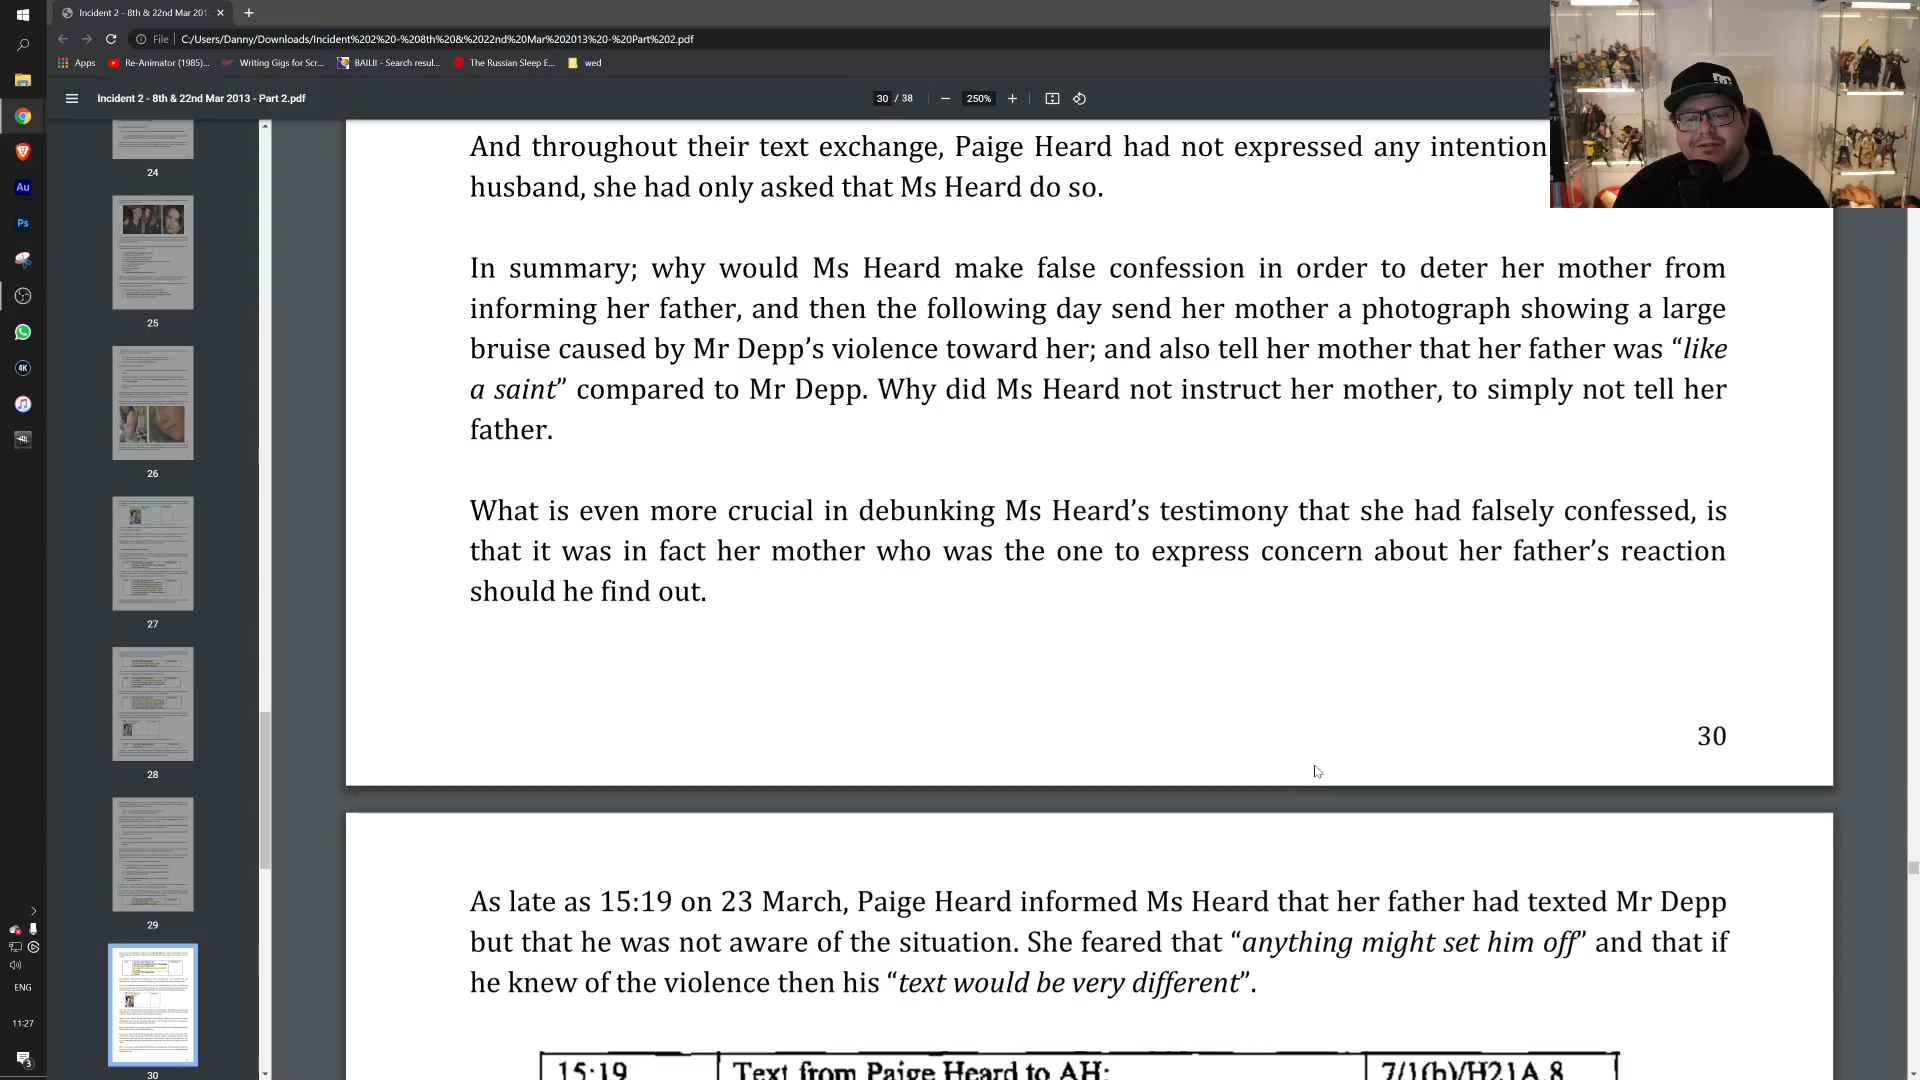 Incident 2 - 8th & 22nd Mar 201
File
C:/Users/Danny/Downloads/Incident%202%20-%208th%20&%2022nd%20Mar%202013%20-%20Part%202.pdf
Apps
Re-Animator (1985)...
Writing Gigs for Scr...
BAILII - Search resul...
The Russian Sleep E...
wed
Incident 2 - 8th & 22nd Mar 2013 - Part 2.pdf
30 / 38
250%
24
25
26
27
28
29
30
And throughout their text exchange, Paige Heard had not expressed any intention
husband, she had only asked that Ms Heard do so.
In summary; why would Ms Heard make false confession in order to deter her mother from
informing her father, and then the following day send her mother a photograph showing a large
bruise caused by Mr Depp’s violence toward her; and also tell her mother that her father was “like
a saint” compared to Mr Depp. Why did Ms Heard not instruct her mother, to simply not tell her
father.
What is even more crucial in debunking Ms Heard’s testimony that she had falsely confessed, is
that it was in fact her mother who was the one to express concern about her father’s reaction
should he find out.
30
As late as 15:19 on 23 March, Paige Heard informed Ms Heard that her father had texted Mr Depp
but that he was not aware of the situation. She feared that “anything might set him off” and that if
he knew of the violence then his “text would be very different”.
15:19
Text from Paige Heard to AH:
7/1(b)/H21A.8
Au
Ps
4K
ENG
11:27
3